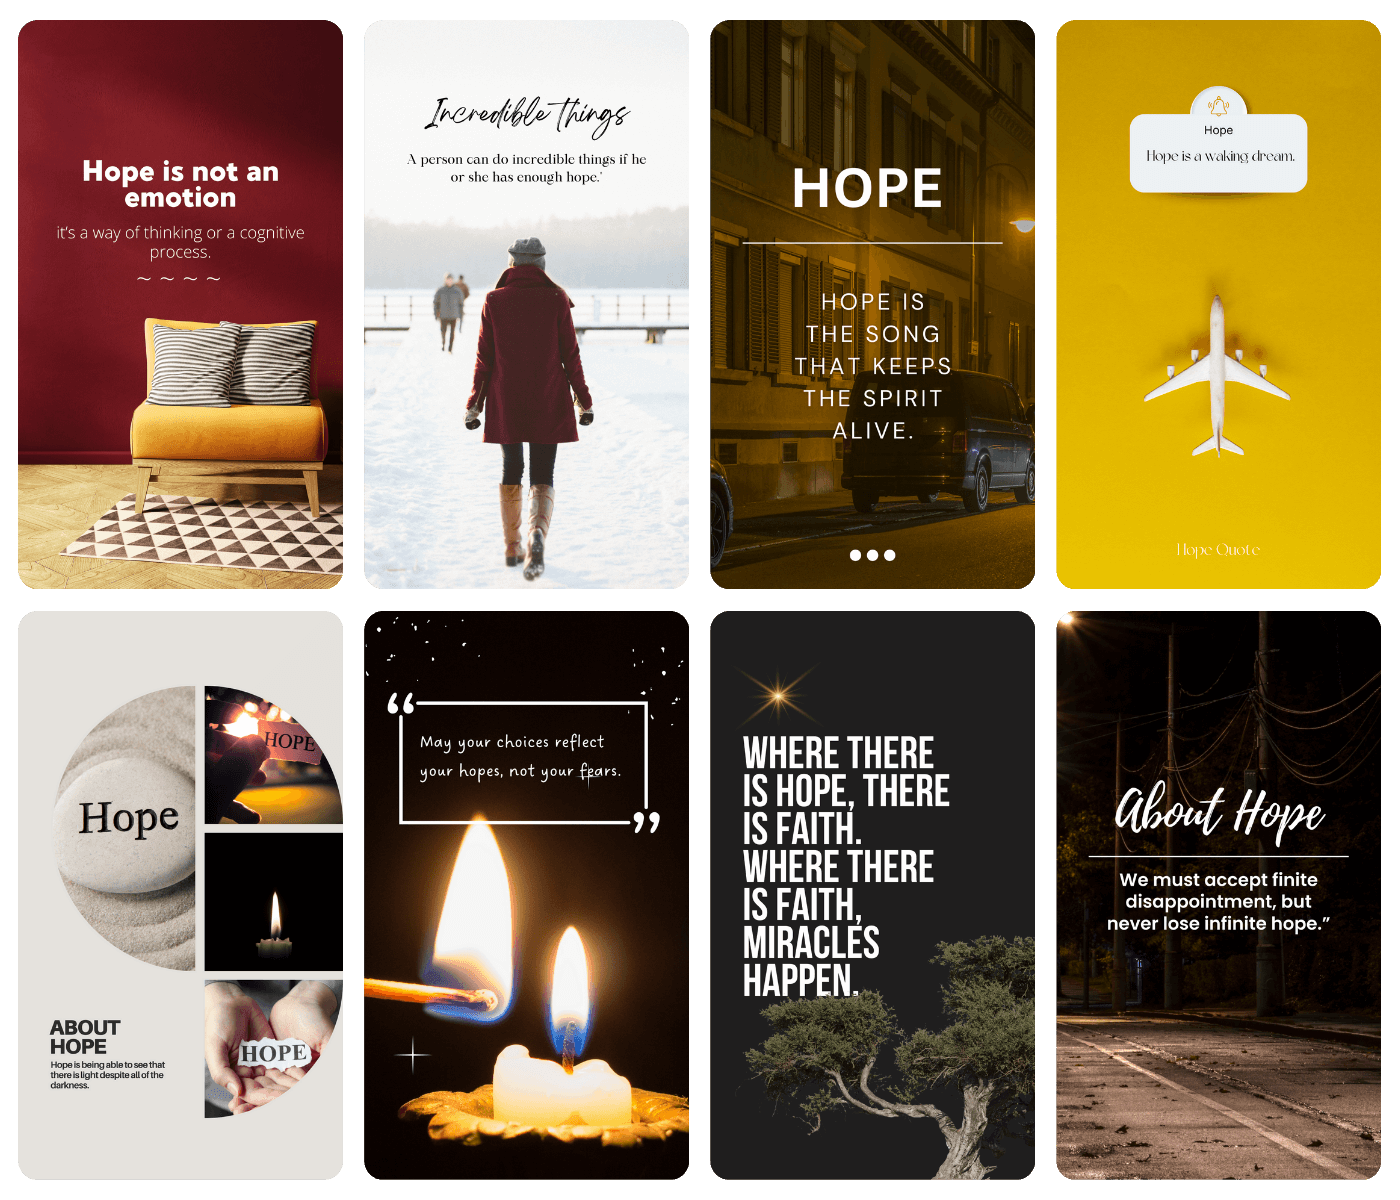 Hope is not an
emotion
it's a way of thinking or a cognitive
process.
~ ~ ~ ~
Incredible things
A person can do incredible things if he
or she has enough hope.'
HOPE
HOPE IS
THE SONG
THAT KEEPS
THE SPIRIT
ALIVE.
Hope
Hope is a waking dream.
Hope Quote
Hope
HOPE
HOPE
ABOUT
HOPE
Hope is being able to see that
there is light despite all of the
darkness.
“
May your choices reflect
your hopes, not your fears.
”
WHERE THERE
IS HOPE, THERE
IS FAITH.
WHERE THERE
IS FAITH,
MIRACLES
HAPPEN.
About Hope
We must accept finite
disappointment, but
never lose infinite hope.”